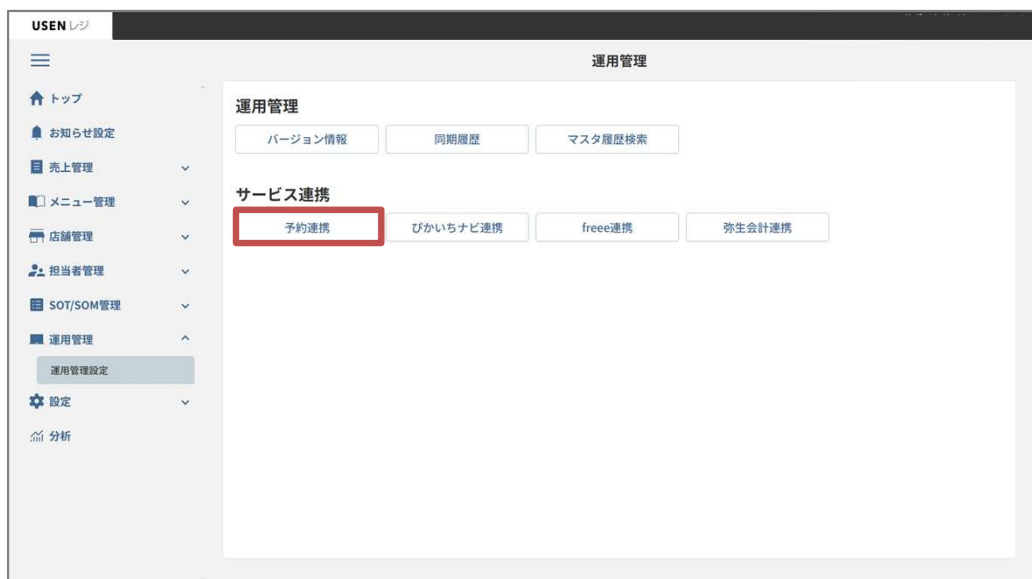 USEN レジ
運用管理
トップ
お知らせ設定
売上管理
メニュー管理
店舗管理
担当者管理
SOT/SOM管理
運用管理
運用管理設定
設定
分析
運用管理
バージョン情報 同期履歴 マスタ履歴検索
サービス連携
予約連携 ぴかいちナビ連携 freee連携 弥生会計連携